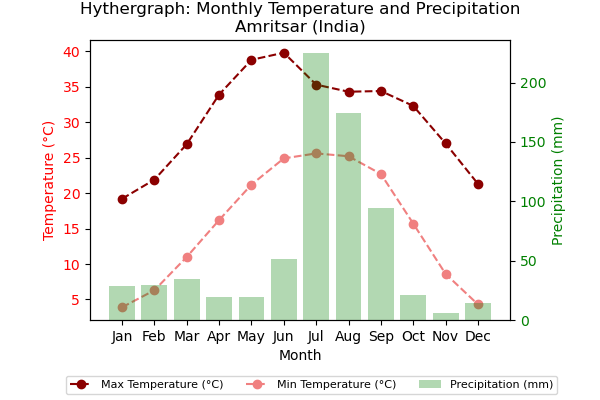 Hythergraph: Monthly Temperature and Precipitation
Amritsar (India)
Temperature (°C)
40
35
30
25
20
15
10
5
200
150
100
50
0
Precipitation (mm)
Jan Feb Mar Apr May Jun Jul Aug Sep Oct Nov Dec
Month
Max Temperature (°C) Min Temperature (°C) Precipitation (mm)